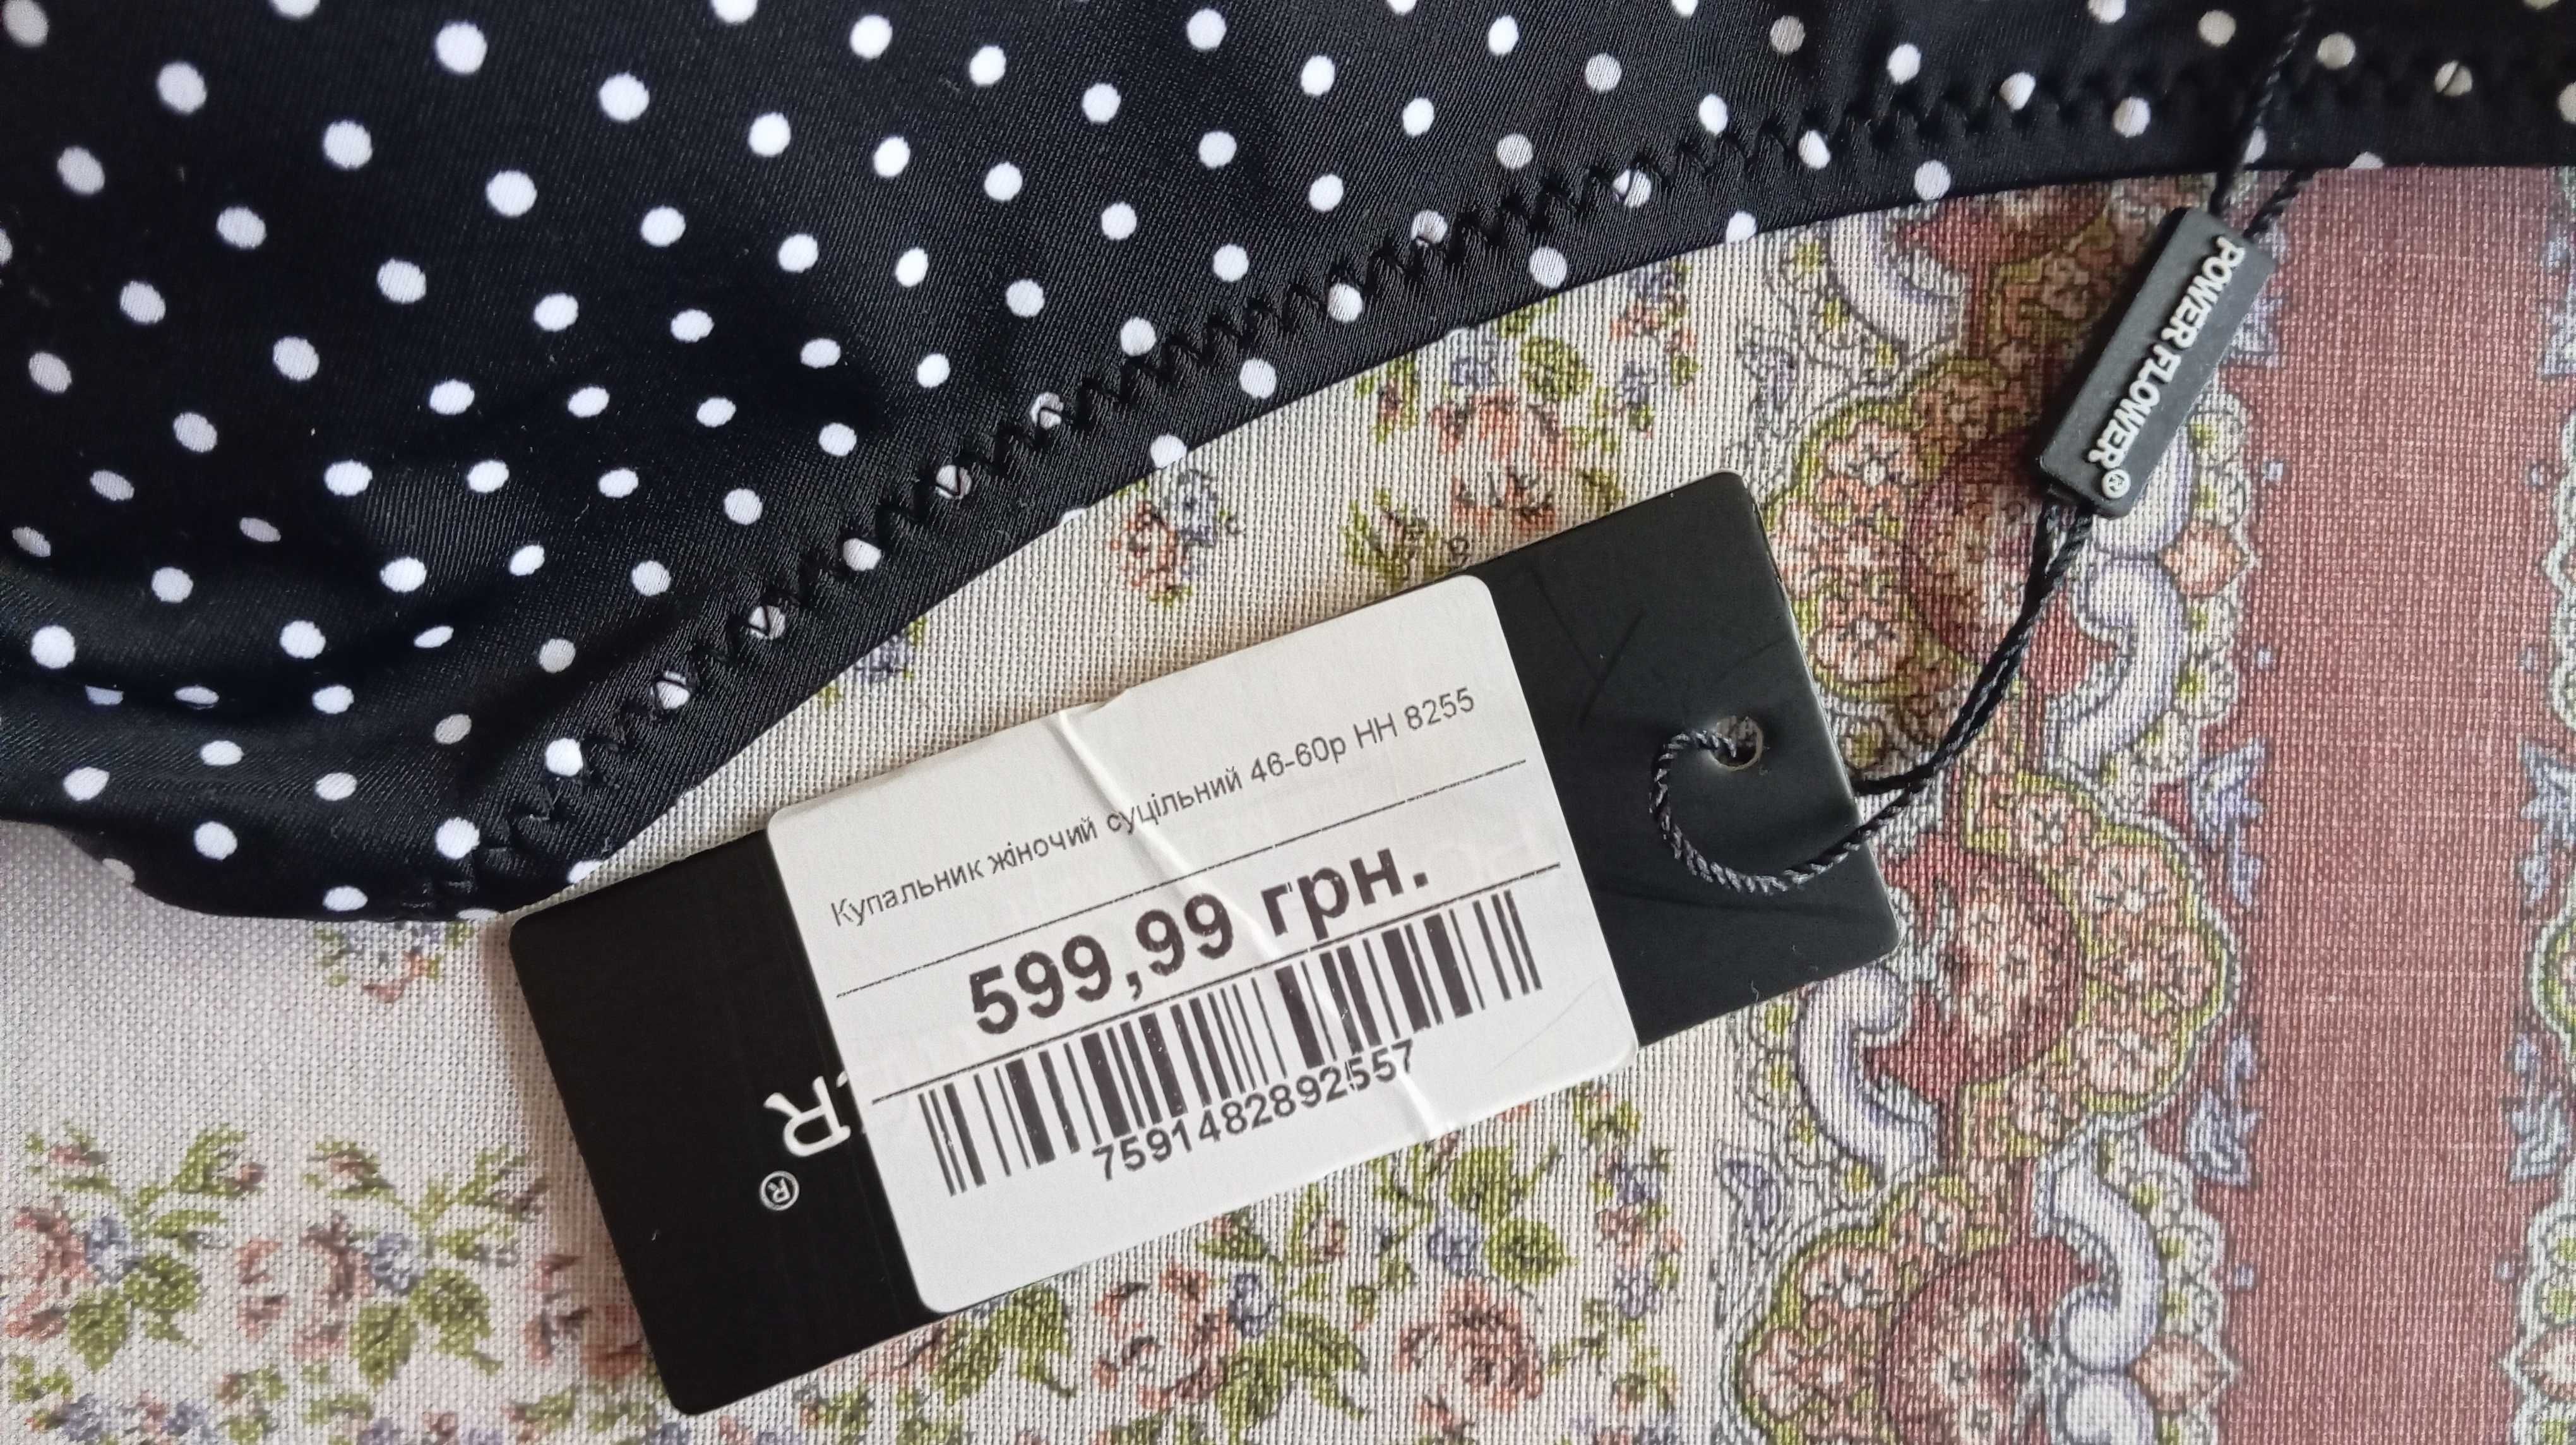 POWER FLOWER®
Купальник жіночий суцільний 46-60р НН 8255
599,99 грн.
7591482892557
R
®